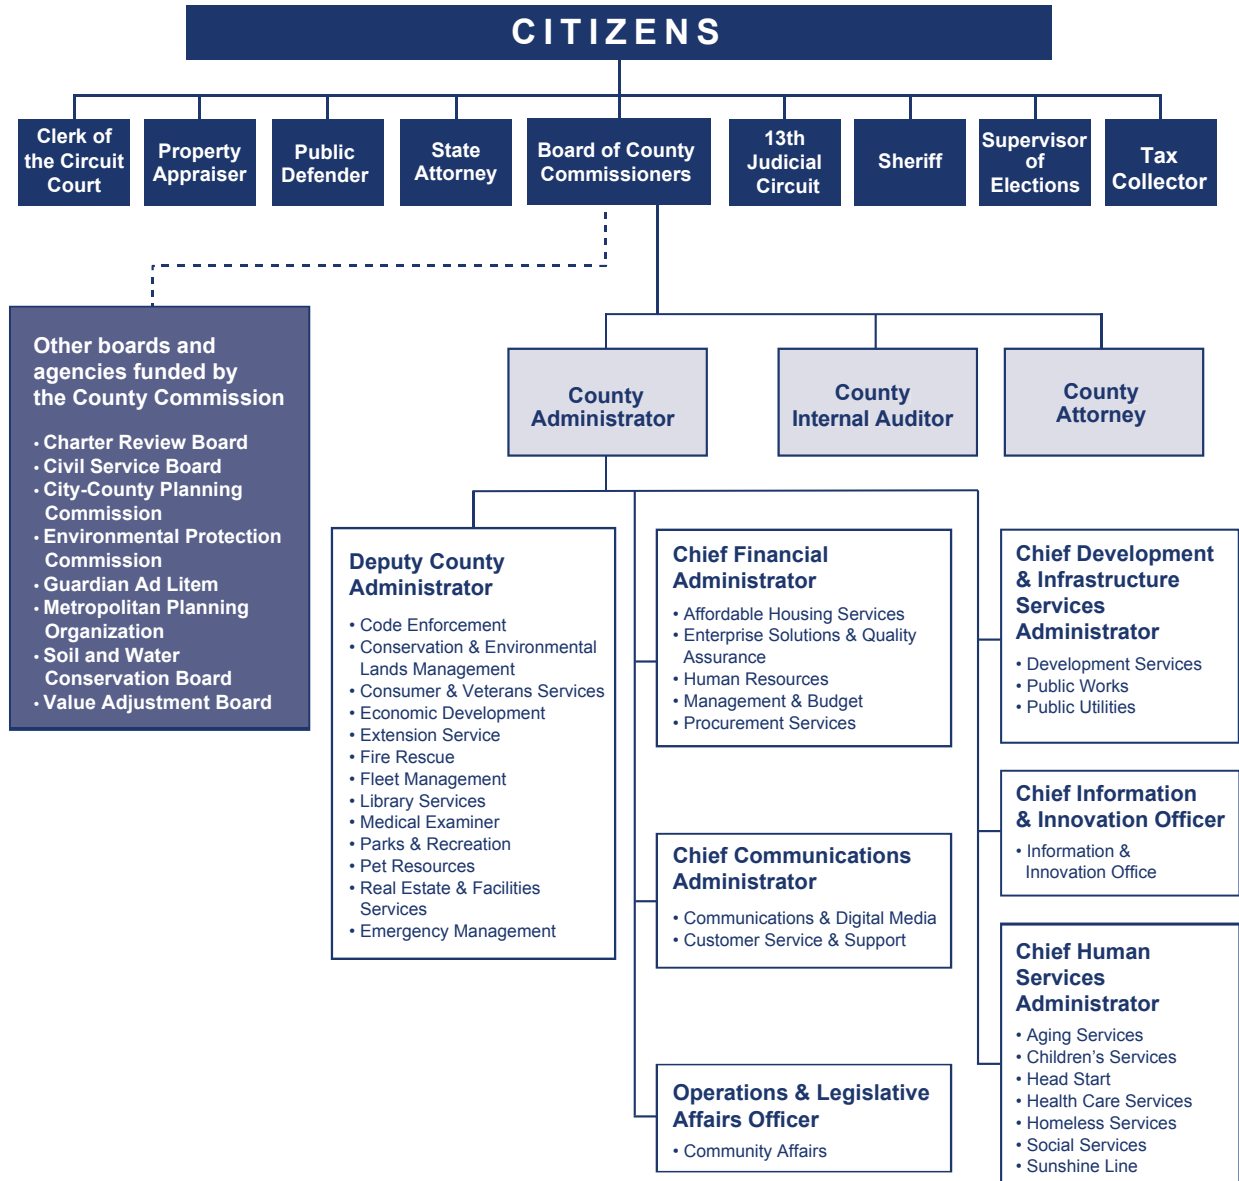 CITIZENS
Clerk of
the Circuit
Court
Property
Appraiser
Public
Defender
State
Attorney
Board of County
Commissioners
13th
Judicial
Circuit
Sheriff
Supervisor
of
Elections
Tax
Collector
Other boards and
agencies funded by
the County Commission
• Charter Review Board
• Civil Service Board
• City-County Planning
Commission
• Environmental Protection
Commission
• Guardian Ad Litem
• Metropolitan Planning
Organization
• Soil and Water
Conservation Board
• Value Adjustment Board
County
Administrator
County
Internal Auditor
County
Attorney
Deputy County
Administrator
• Code Enforcement
• Conservation & Environmental
Lands Management
• Consumer & Veterans Services
• Economic Development
• Extension Service
• Fire Rescue
• Fleet Management
• Library Services
• Medical Examiner
• Parks & Recreation
• Pet Resources
• Real Estate & Facilities
Services
• Emergency Management
Chief Financial
Administrator
• Affordable Housing Services
• Enterprise Solutions & Quality
Assurance
• Human Resources
• Management & Budget
• Procurement Services
Chief Communications
Administrator
• Communications & Digital Media
• Customer Service & Support
Operations & Legislative
Affairs Officer
• Community Affairs
Chief Development
& Infrastructure
Services
Administrator
• Development Services
• Public Works
• Public Utilities
Chief Information
& Innovation Officer
• Information &
Innovation Office
Chief Human
Services
Administrator
• Aging Services
• Children’s Services
• Head Start
• Health Care Services
• Homeless Services
• Social Services
• Sunshine Line